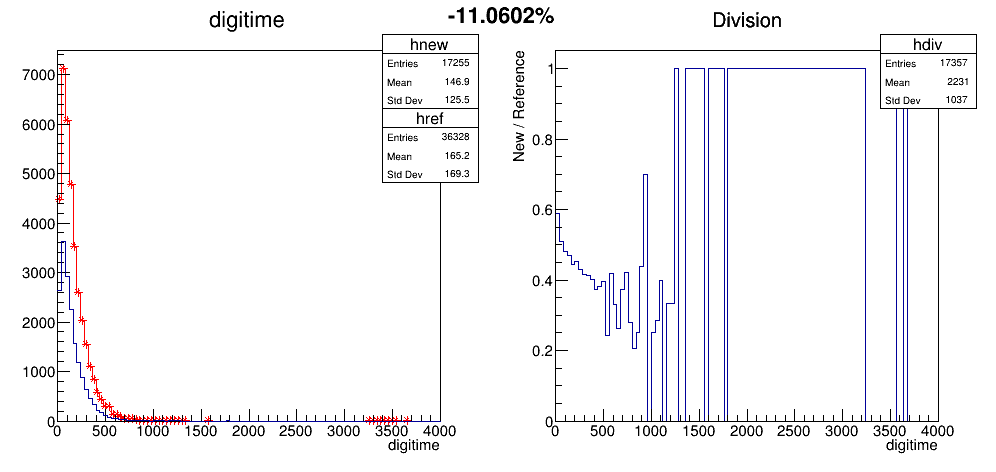 -11.0602%
digitime
hnew
Entries 17255
Mean 146.9
Std Dev 125.5
href
Entries 36328
Mean 165.2
Std Dev 169.3
7000
6000
5000
4000
3000
2000
1000
0
0 500 1000 1500 2000 2500 3000 3500 4000
digitime
Division
hdiv
Entries 17357
Mean 2231
Std Dev 1037
New / Reference
1
0.8
0.6
0.4
0.2
0
0 500 1000 1500 2000 2500 3000 3500 4000
digitime